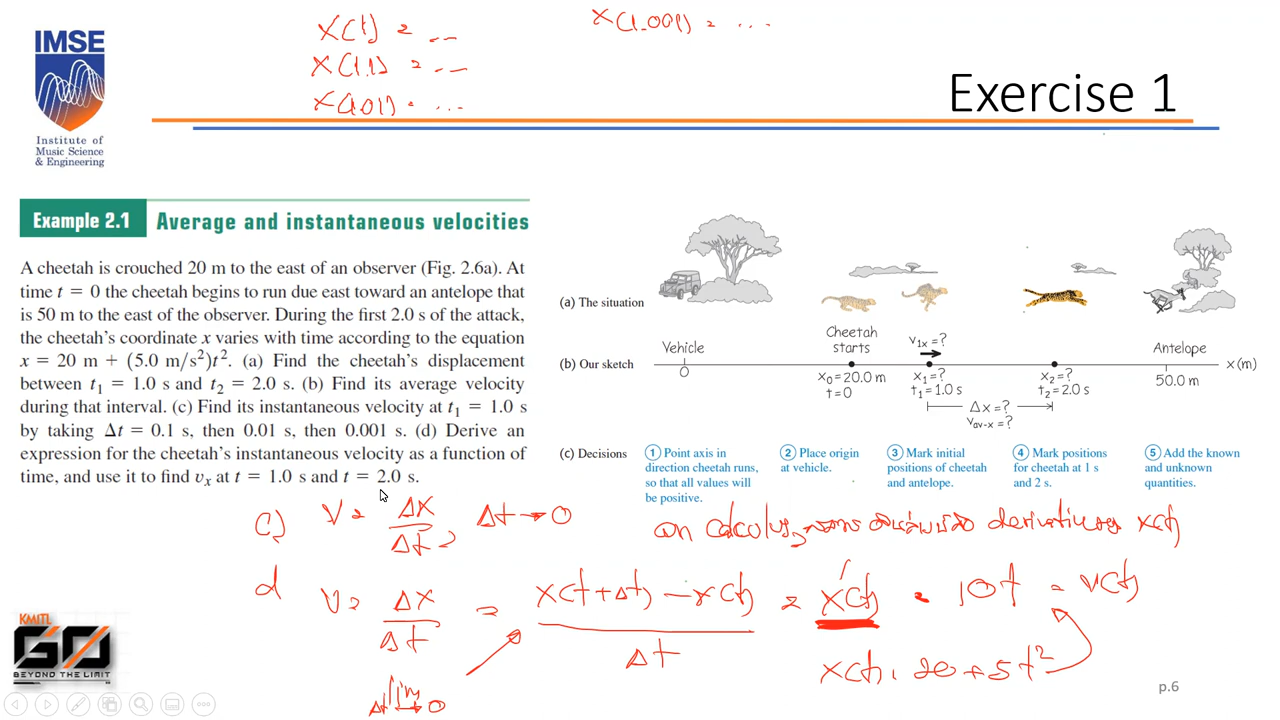 x(1) = ...
x(1.1) = ...
x(1.01) = ...
x(1.001) = ...
IMSE
Institute of
Music Science
& Engineering
Exercise 1
Example 2.1 Average and instantaneous velocities
A cheetah is crouched 20 m to the east of an observer (Fig. 2.6a). At
time t = 0 the cheetah begins to run due east toward an antelope that
is 50 m to the east of the observer. During the first 2.0 s of the attack,
the cheetah's coordinate x varies with time according to the equation
x = 20 m + (5.0 m/s²)t². (a) Find the cheetah's displacement
between t₁ = 1.0 s and t₂ = 2.0 s. (b) Find its average velocity
during that interval. (c) Find its instantaneous velocity at t₁ = 1.0 s
by taking Δt = 0.1 s, then 0.01 s, then 0.001 s. (d) Derive an
expression for the cheetah's instantaneous velocity as a function of
time, and use it to find vₓ at t = 1.0 s and t = 2.0 s.
(a) The situation
(b) Our sketch
Vehicle
0
Cheetah
starts
x₀ = 20.0 m
t = 0
v₁ₓ = ?
x₁ = ?
t₁ = 1.0 s
x₂ = ?
t₂ = 2.0 s
Δx = ?
v_av-x = ?
Antelope
50.0 m
x (m)
(c) Decisions
1 Point axis in
direction cheetah runs,
so that all values will
be positive.
2 Place origin
at vehicle.
3 Mark initial
positions of cheetah
and antelope.
4 Mark positions
for cheetah at 1 s
and 2 s.
5 Add the known
and unknown
quantities.
c) v = Δx / Δt, Δt → 0
calculus derivative x(t)
d v = Δx / Δt = x(t+Δt) - x(t) / Δt = x'(t) = 10t = v(t)
lim Δt → 0
x(t) = 20 + 5t²
KMITL
GO
BEYOND THE LIMIT
p.6